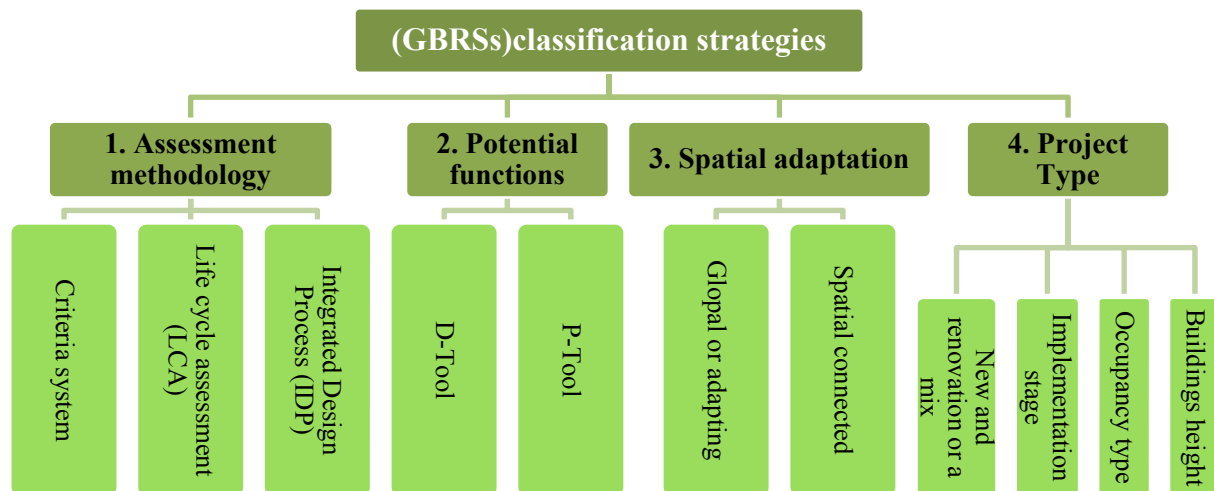 (GBRSs)classification strategies
1. Assessment
methodology
2. Potential
functions
3. Spatial adaptation
4. Project
Type
Criteria system
Life cycle assessment
(LCA)
Integrated Design
Process (IDP)
D-Tool
P-Tool
Glopal or adapting
Spatial connected
New and
renovation or a
mix
Implementation
stage
Occupancy type
Buildings height